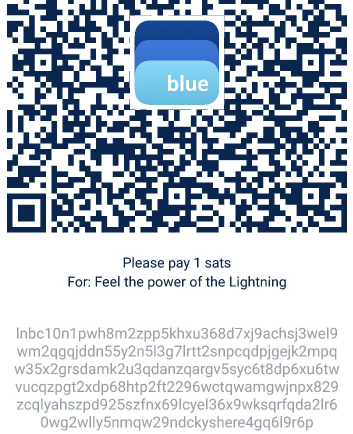 blue
Please pay 1 sats
For: Feel the power of the Lightning
lnbc10n1pwh8m2zpp5khxu368d7xj9achsj3wel9
wm2qgqjddn55y2n5l3g7lrtt2snpcqdpjgejk2mpq
w35x2grsdamk2u3qdanzqargv5syc6t8dp6xu6tw
vucqzpgt2xdp68htp2ft2296wctqwamgwjnpx829
zcqlyahszpd925szfnx69lcyel36x9wksqrfqda2lr6
0wg2wlly5nmqw29ndckyshere4gq6l9r6p